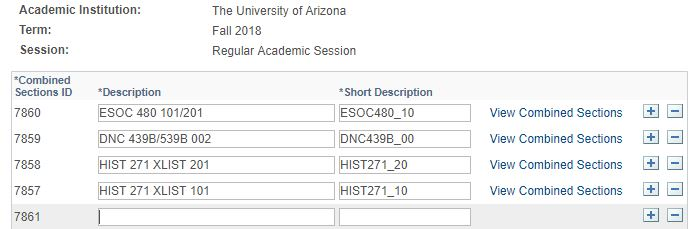 Academic Institution: The University of Arizona
Term: Fall 2018
Session: Regular Academic Session
*Combined Sections ID *Description *Short Description
7860 ESOC 480 101/201 ESOC480_10 View Combined Sections + −
7859 DNC 439B/539B 002 DNC439B_00 View Combined Sections + −
7858 HIST 271 XLIST 201 HIST271_20 View Combined Sections + −
7857 HIST 271 XLIST 101 HIST271_10 View Combined Sections + −
7861 + −